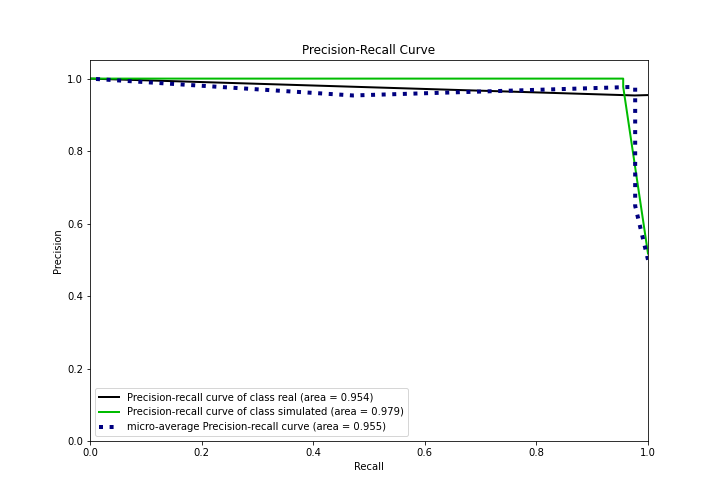 Precision-Recall Curve
1.0
0.8
0.6
0.4
0.2
0.0
Precision
Precision-recall curve of class real (area = 0.954)
Precision-recall curve of class simulated (area = 0.979)
micro-average Precision-recall curve (area = 0.955)
0.0 0.2 0.4 0.6 0.8 1.0
Recall